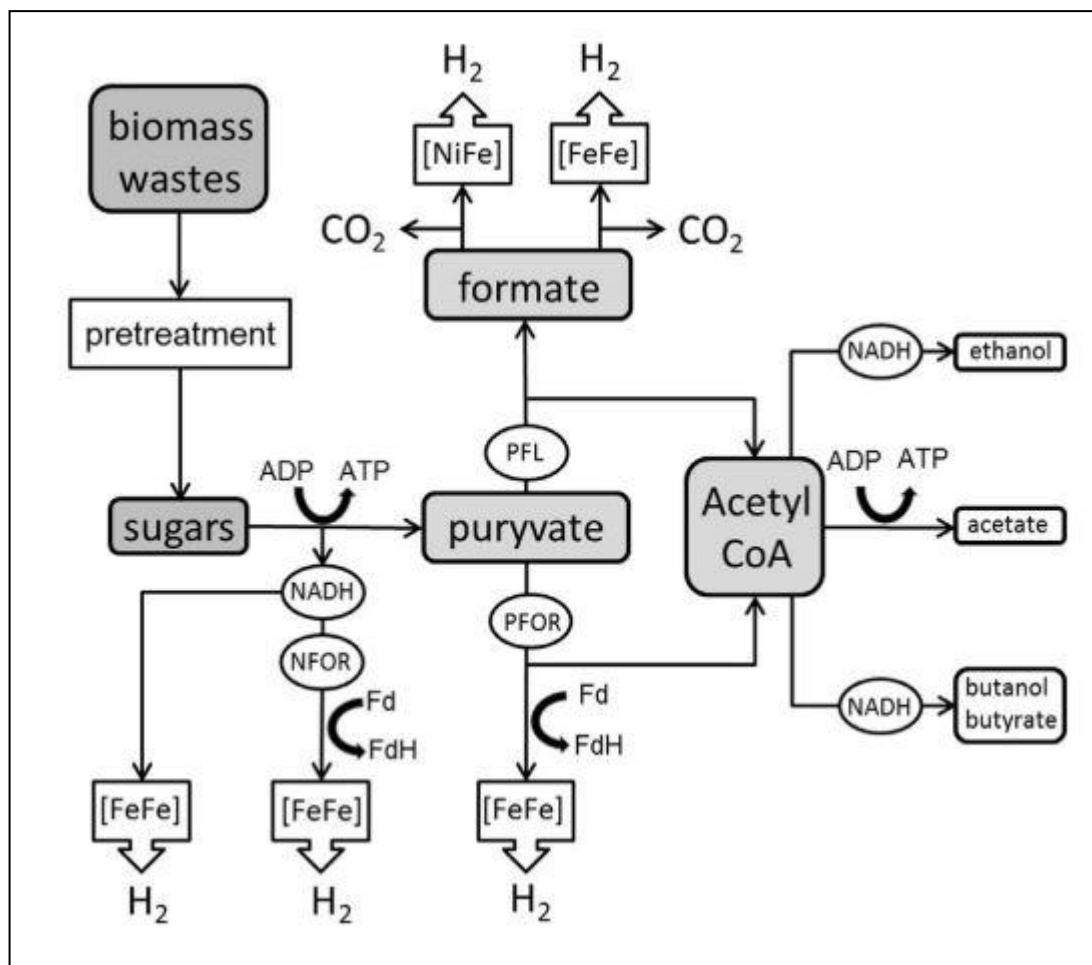 H2
H2
biomass
wastes
[NiFe]
[FeFe]
CO2
CO2
formate
pretreatment
NADH
ethanol
PFL
ADP
ATP
Acetyl
CoA
ADP
ATP
sugars
puryvate
acetate
NADH
PFOR
NFOR
Fd
FdH
Fd
FdH
NADH
butanol
butyrate
[FeFe]
[FeFe]
[FeFe]
H2
H2
H2